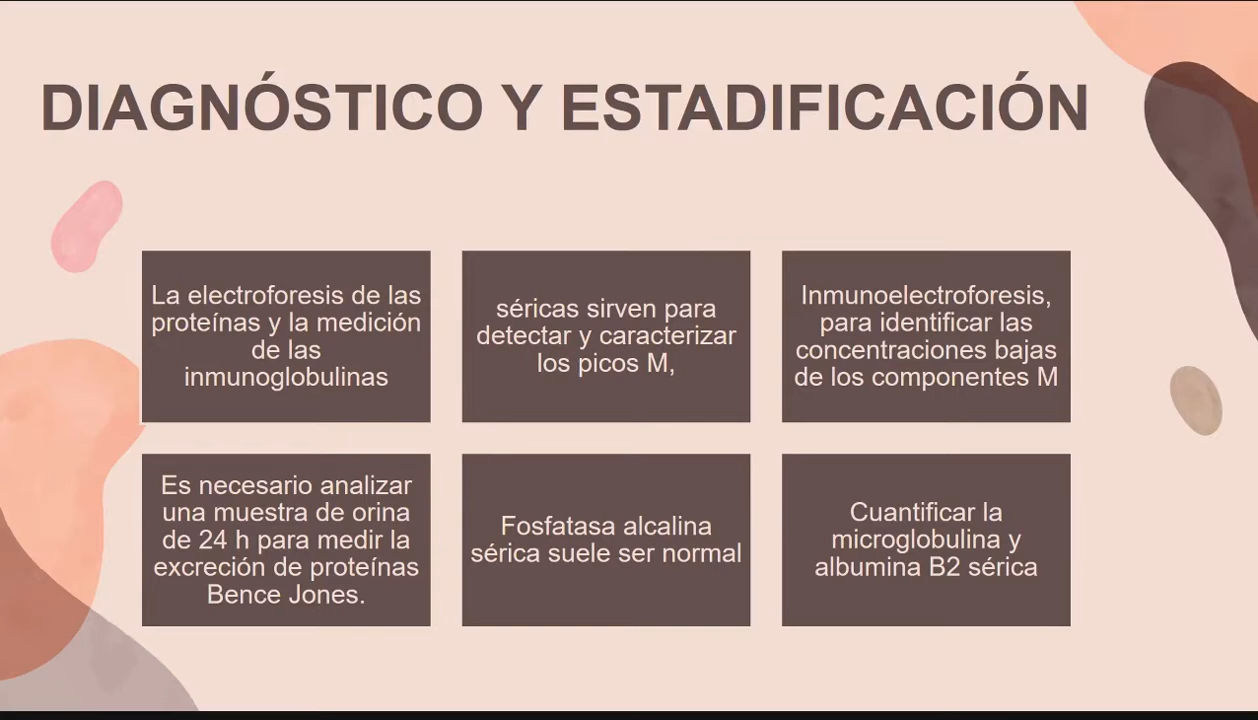 DIAGNÓSTICO Y ESTADIFICACIÓN
La electroforesis de las
proteínas y la medición
de las
inmunoglobulinas
séricas sirven para
detectar y caracterizar
los picos M,
Inmunoelectroforesis,
para identificar las
concentraciones bajas
de los componentes M
Es necesario analizar
una muestra de orina
de 24 h para medir la
excreción de proteínas
Bence Jones.
Fosfatasa alcalina
sérica suele ser normal
Cuantificar la
microglobulina y
albumina B2 sérica